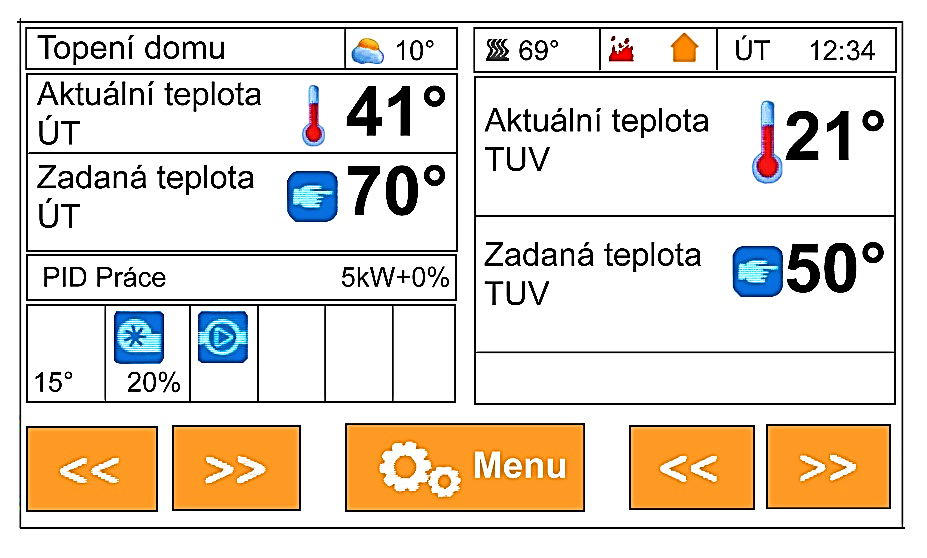 Topení domu 10°
Aktuální teplota
ÚT
41°
Zadaná teplota
ÚT
70°
PID Práce 5kW+0%
15° 20%
69° ÚT 12:34
Aktuální teplota
TUV
21°
Zadaná teplota
TUV
50°
<< >> Menu << >>